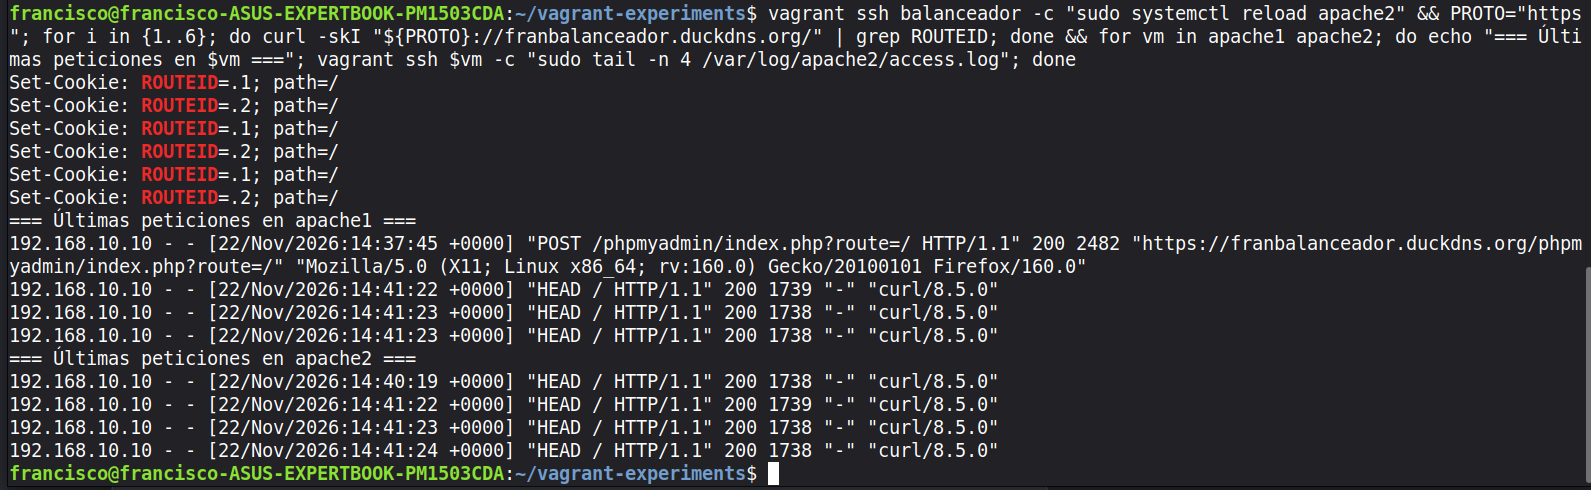 francisco@francisco-ASUS-EXPERTBOOK-PM1503CDA:~/vagrant-experiments$ vagrant ssh balanceador -c "sudo systemctl reload apache2" && PROTO="https
"; for i in {1..6}; do curl -skI "${PROTO}://franbalanceador.duckdns.org/" | grep ROUTEID; done && for vm in apache1 apache2; do echo "=== Últi
mas peticiones en $vm ==="; vagrant ssh $vm -c "sudo tail -n 4 /var/log/apache2/access.log"; done
Set-Cookie: ROUTEID=.1; path=/
Set-Cookie: ROUTEID=.2; path=/
Set-Cookie: ROUTEID=.1; path=/
Set-Cookie: ROUTEID=.2; path=/
Set-Cookie: ROUTEID=.1; path=/
Set-Cookie: ROUTEID=.2; path=/
=== Últimas peticiones en apache1 ===
192.168.10.10 - - [22/Nov/2026:14:37:45 +0000] "POST /phpmyadmin/index.php?route=/ HTTP/1.1" 200 2482 "https://franbalanceador.duckdns.org/phpm
yadmin/index.php?route=/" "Mozilla/5.0 (X11; Linux x86_64; rv:160.0) Gecko/20100101 Firefox/160.0"
192.168.10.10 - - [22/Nov/2026:14:41:22 +0000] "HEAD / HTTP/1.1" 200 1739 "-" "curl/8.5.0"
192.168.10.10 - - [22/Nov/2026:14:41:23 +0000] "HEAD / HTTP/1.1" 200 1738 "-" "curl/8.5.0"
192.168.10.10 - - [22/Nov/2026:14:41:23 +0000] "HEAD / HTTP/1.1" 200 1738 "-" "curl/8.5.0"
=== Últimas peticiones en apache2 ===
192.168.10.10 - - [22/Nov/2026:14:40:19 +0000] "HEAD / HTTP/1.1" 200 1738 "-" "curl/8.5.0"
192.168.10.10 - - [22/Nov/2026:14:41:22 +0000] "HEAD / HTTP/1.1" 200 1739 "-" "curl/8.5.0"
192.168.10.10 - - [22/Nov/2026:14:41:23 +0000] "HEAD / HTTP/1.1" 200 1738 "-" "curl/8.5.0"
192.168.10.10 - - [22/Nov/2026:14:41:24 +0000] "HEAD / HTTP/1.1" 200 1738 "-" "curl/8.5.0"
francisco@francisco-ASUS-EXPERTBOOK-PM1503CDA:~/vagrant-experiments$